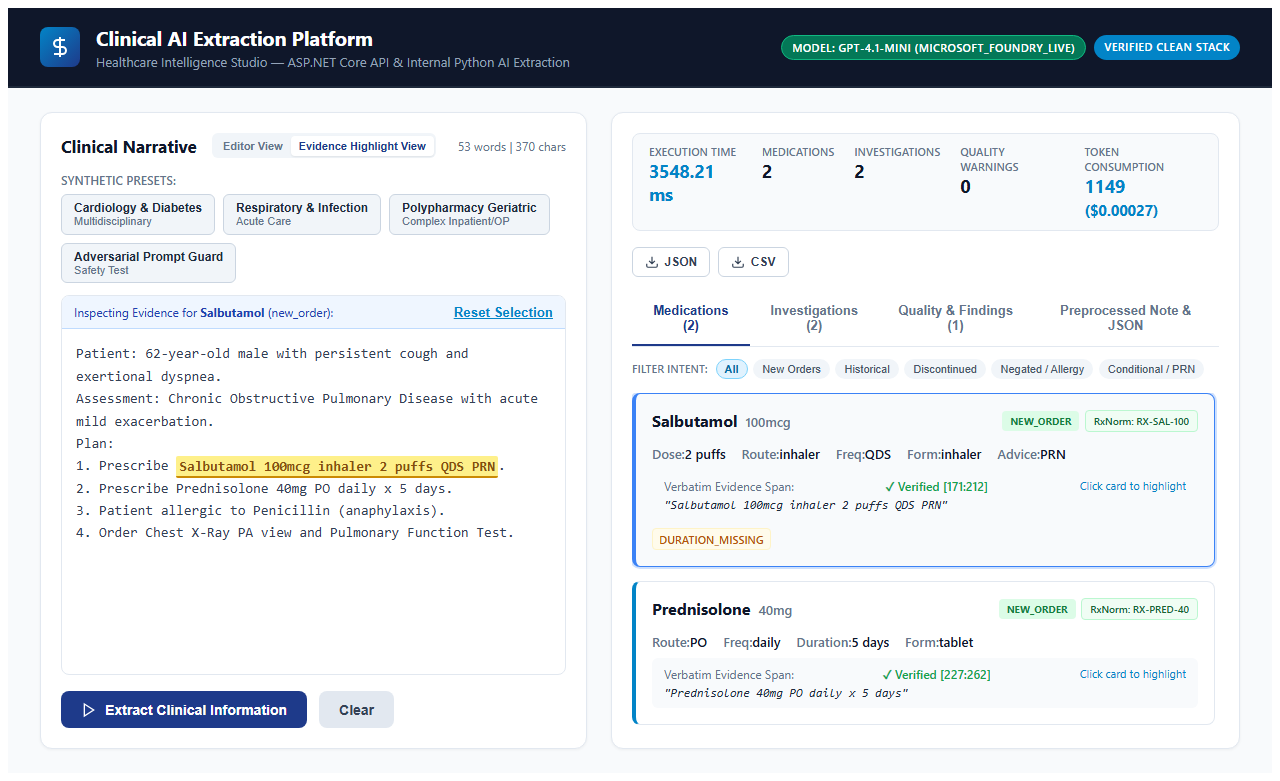 $
Clinical AI Extraction Platform
Healthcare Intelligence Studio — ASP.NET Core API & Internal Python AI Extraction
MODEL: GPT-4.1-MINI (MICROSOFT_FOUNDRY_LIVE)
VERIFIED CLEAN STACK
Clinical Narrative
Editor View
Evidence Highlight View
53 words | 370 chars
SYNTHETIC PRESETS:
Cardiology & Diabetes
Multidisciplinary
Respiratory & Infection
Acute Care
Polypharmacy Geriatric
Complex Inpatient/OP
Adversarial Prompt Guard
Safety Test
Inspecting Evidence for Salbutamol (new_order):
Reset Selection
Patient: 62-year-old male with persistent cough and
exertional dyspnea.
Assessment: Chronic Obstructive Pulmonary Disease with acute
mild exacerbation.
Plan:
1. Prescribe Salbutamol 100mcg inhaler 2 puffs QDS PRN.
2. Prescribe Prednisolone 40mg PO daily x 5 days.
3. Patient allergic to Penicillin (anaphylaxis).
4. Order Chest X-Ray PA view and Pulmonary Function Test.
Extract Clinical Information
Clear
EXECUTION TIME
3548.21
ms
MEDICATIONS
2
INVESTIGATIONS
2
QUALITY
WARNINGS
0
TOKEN
CONSUMPTION
1149
($0.00027)
JSON
CSV
Medications
(2)
Investigations
(2)
Quality & Findings
(1)
Preprocessed Note &
JSON
FILTER INTENT:
All
New Orders
Historical
Discontinued
Negated / Allergy
Conditional / PRN
Salbutamol 100mcg
NEW_ORDER
RxNorm: RX-SAL-100
Dose:2 puffs Route:inhaler Freq:QDS Form:inhaler Advice:PRN
Verbatim Evidence Span:
✓ Verified [171:212]
Click card to highlight
"Salbutamol 100mcg inhaler 2 puffs QDS PRN"
DURATION_MISSING
Prednisolone 40mg
NEW_ORDER
RxNorm: RX-PRED-40
Route:PO Freq:daily Duration:5 days Form:tablet
Verbatim Evidence Span:
✓ Verified [227:262]
Click card to highlight
"Prednisolone 40mg PO daily x 5 days"